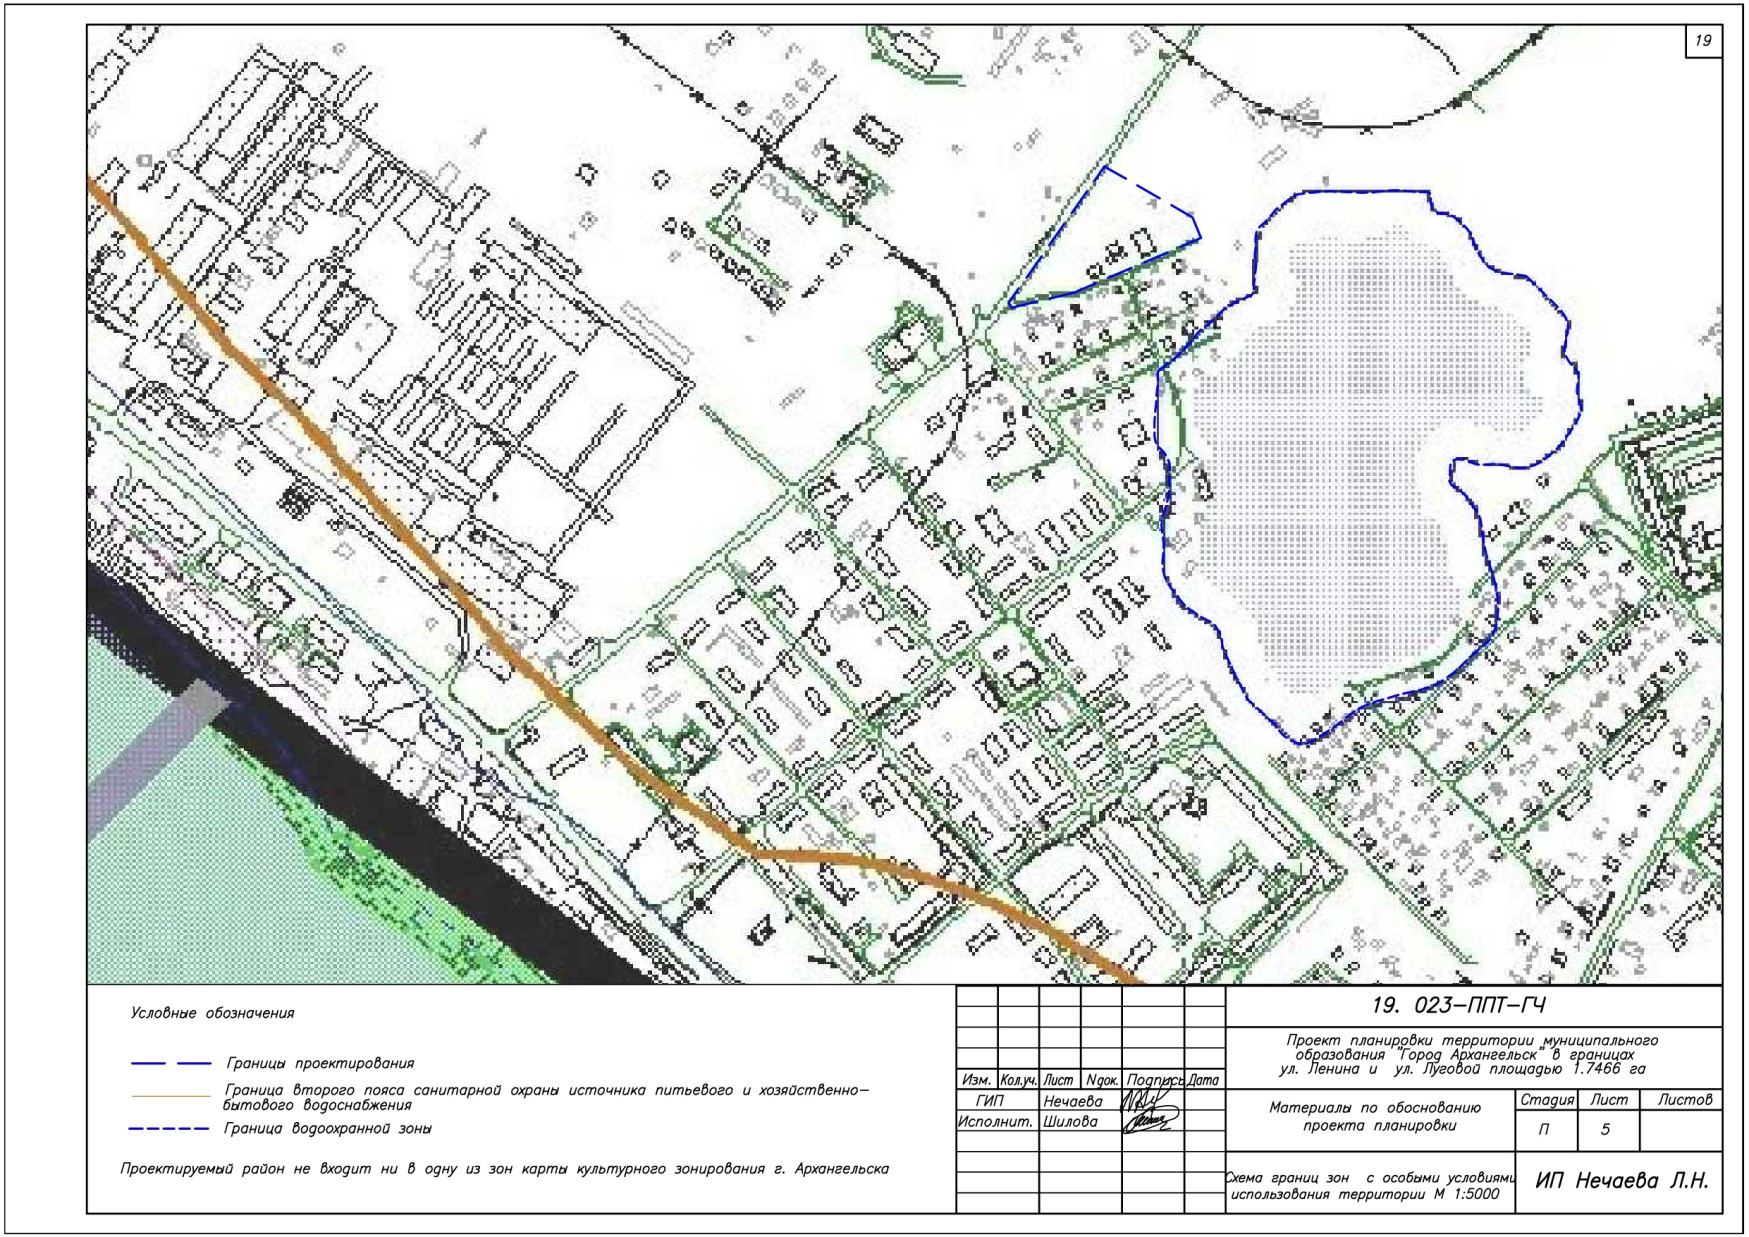 19
Условные обозначения
Границы проектирования
Граница второго пояса санитарной охраны источника питьевого и хозяйственно-
бытового водоснабжения
Граница водоохранной зоны
Проектируемый район не входит ни в одну из зон карты культурного зонирования г. Архангельска
19. 023-ППТ-ГЧ
Проект планировки территории муниципального
образования "Город Архангельск" в границах
ул. Ленина и ул. Луговой площадью 1.7466 га
Изм. Кол.уч. Лист Nдок. Подпись Дата
ГИП Нечаева
Исполнит. Шилова
Материалы по обоснованию
проекта планировки
Стадия Лист Листов
П 5
Схема границ зон с особыми условиями
использования территории М 1:5000
ИП Нечаева Л.Н.